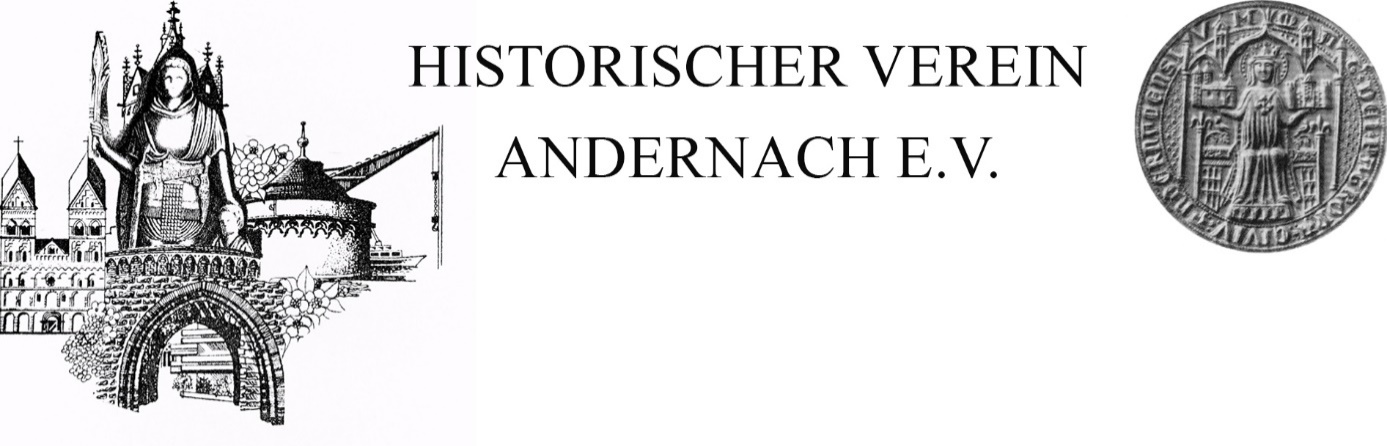 HISTORISCHER VEREIN
ANDERNACH E.V.